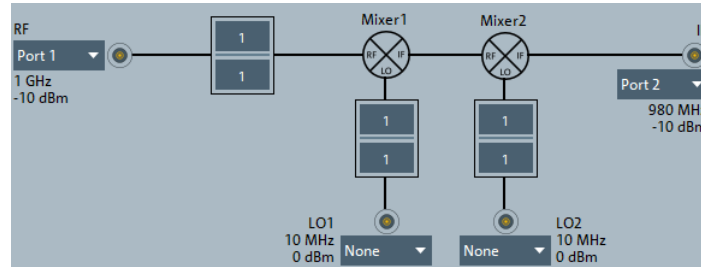 RF
Mixer1
Mixer2
Port 1
1
1
RF
IF
LO
RF
IF
LO
Port 2
1 GHz
-10 dBm
980 MH
-10 dBm
1
1
1
1
LO1
10 MHz
0 dBm
None
None
LO2
10 MHz
0 dBm